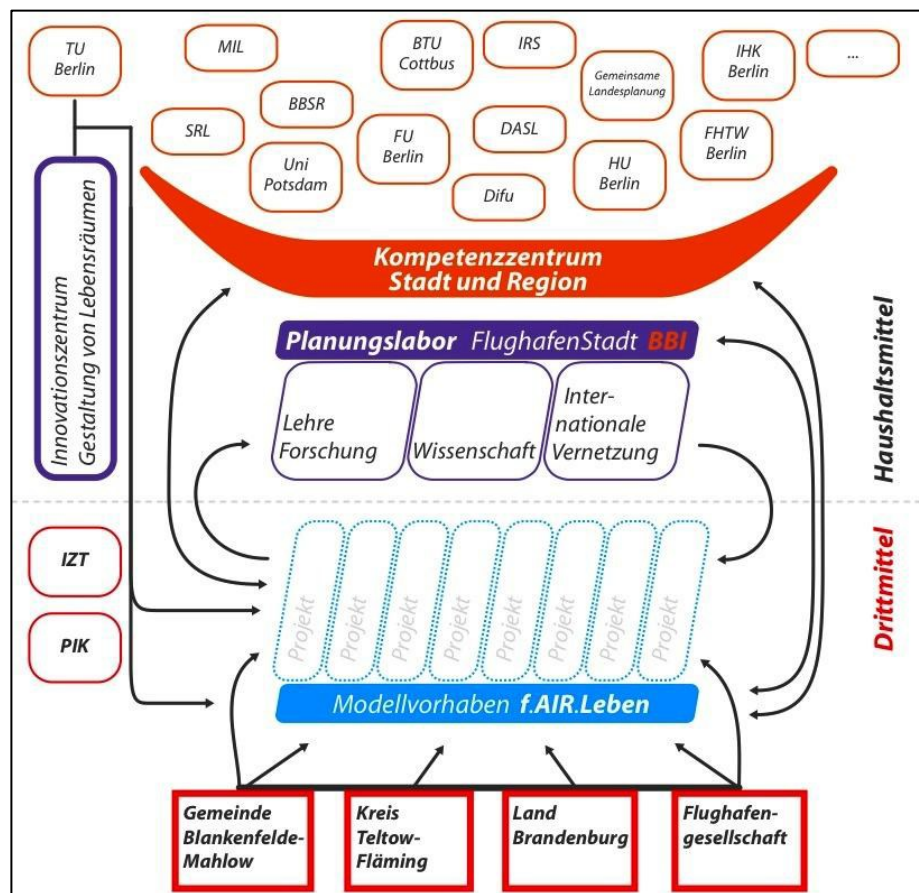 TU
Berlin
MIL
BTU
Cottbus
IRS
Gemeinsame
Landesplanung
IHK
Berlin
...
BBSR
SRL
FU
Berlin
DASL
FHTW
Berlin
Uni
Potsdam
Difu
HU
Berlin
Kompetenzzentrum
Stadt und Region
Innovationszentrum
Gestaltung von Lebensräumen
Planungslabor FlughafenStadt BBI
Lehre
Forschung
Wissenschaft
Inter-
nationale
Vernetzung
Haushaltsmittel
IZT
PIK
Projekt
Projekt
Projekt
Projekt
Projekt
Projekt
Projekt
Projekt
Drittmittel
Modellvorhaben f.AIR.Leben
Gemeinde
Blankenfelde-
Mahlow
Kreis
Teltow-
Fläming
Land
Brandenburg
Flughafen-
gesellschaft